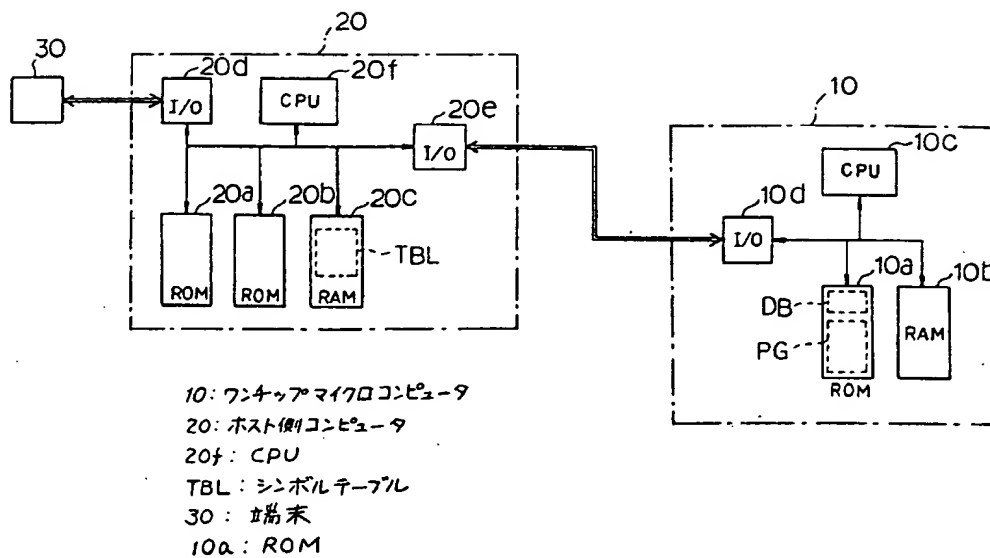 20
30
20d
20f
I/O
CPU
20e
I/O
10
10c
CPU
20a
20b
20c
10d
I/O
TBL
ROM
ROM
RAM
10a
10b
DB
PG
RAM
ROM
10: ワンチップマイクロコンピュータ
20: ホスト側コンピュータ
20f: CPU
TBL: シンボルテーブル
30: 端末
10a: ROM